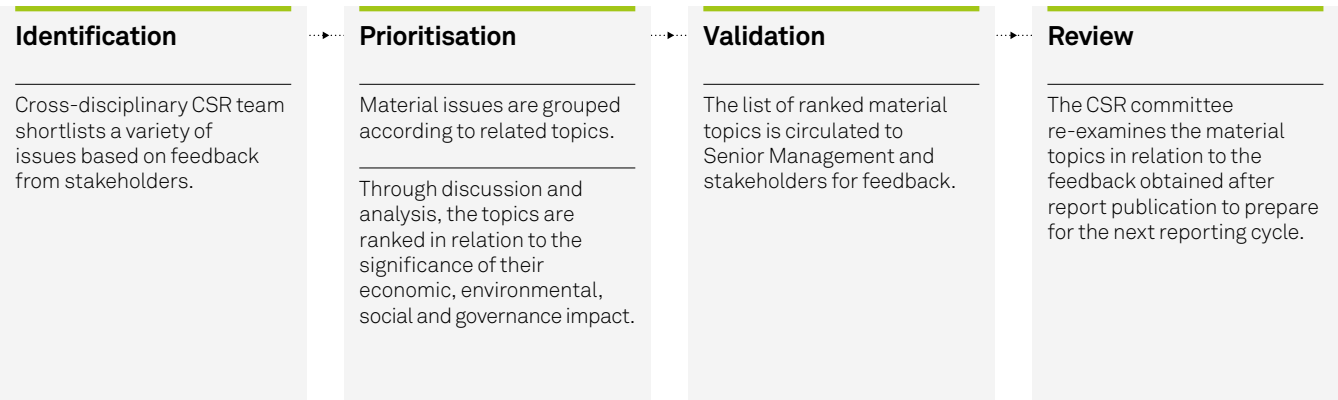 Identification
Cross-disciplinary CSR team
shortlists a variety of
issues based on feedback
from stakeholders.
Prioritisation
Material issues are grouped
according to related topics.
Through discussion and
analysis, the topics are
ranked in relation to the
significance of their
economic, environmental,
social and governance impact.
Validation
The list of ranked material
topics is circulated to
Senior Management and
stakeholders for feedback.
Review
The CSR committee
re-examines the material
topics in relation to the
feedback obtained after
report publication to prepare
for the next reporting cycle.